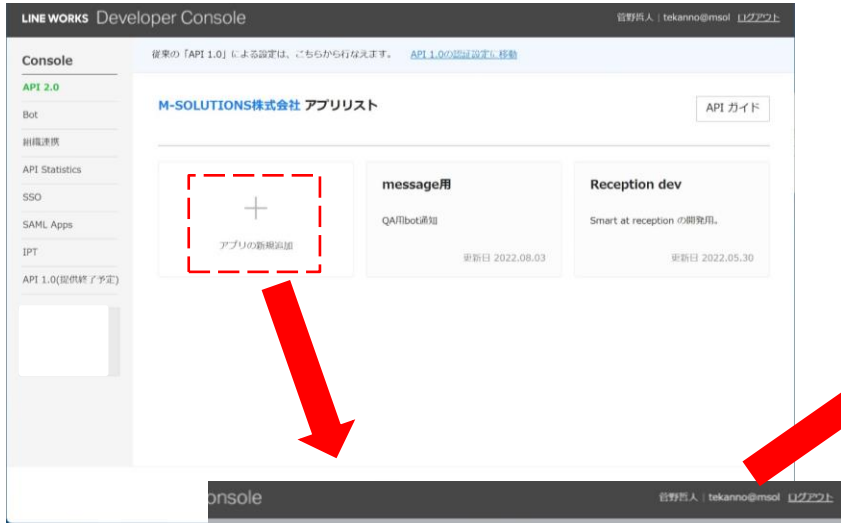 LINE WORKS Developer Console
菅野哲人 | tekanno@msol ログアウト
Console
従来の「API 1.0」による設定は、こちらから行なえます。 API 1.0の認証設定に移動
API 2.0
M-SOLUTIONS株式会社 アプリリスト
API ガイド
Bot
組織連携
API Statistics
SSO
SAML Apps
IPT
API 1.0(提供終了予定)
アプリの新規追加
message用
QA用bot通知
更新日 2022.08.03
Reception dev
Smart at reception の開発用。
更新日 2022.05.30
onsole
菅野哲人 | tekanno@msol ログアウト